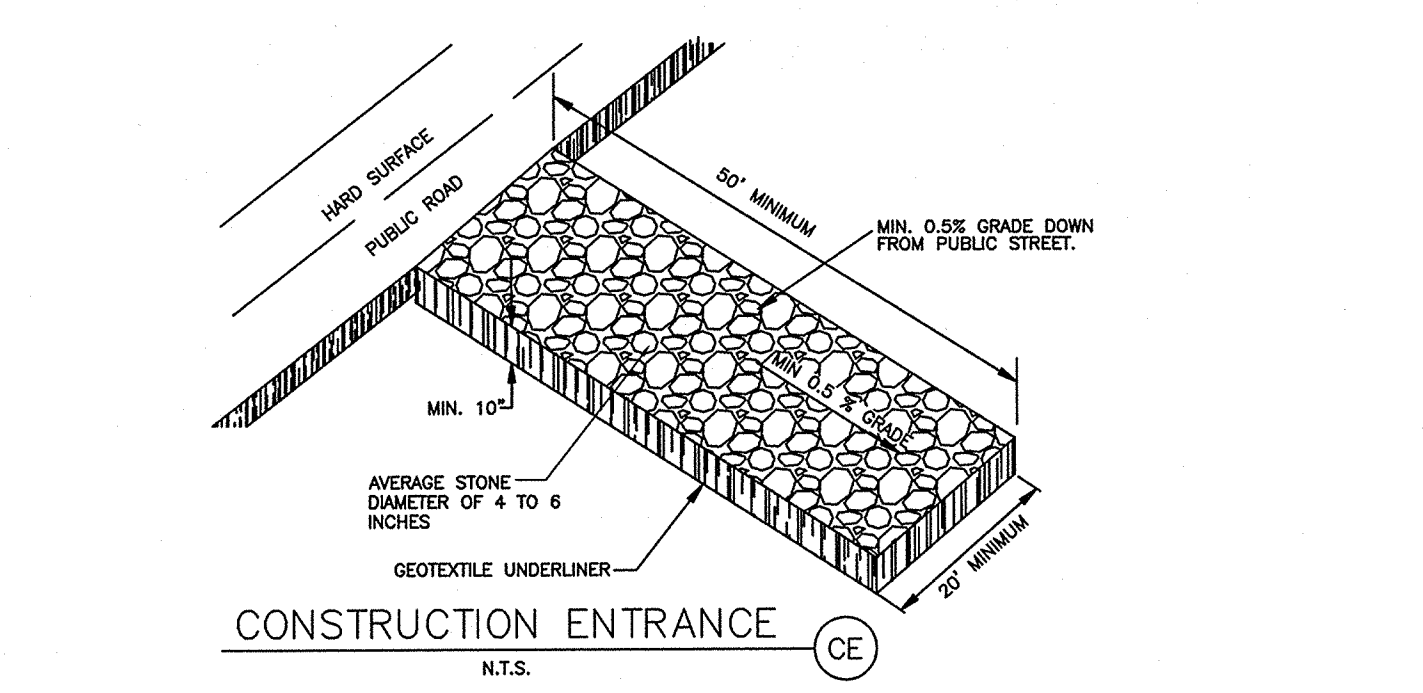 HARD SURFACE
PUBLIC ROAD
50' MINIMUM
MIN. 0.5% GRADE DOWN
FROM PUBLIC STREET.
MIN 0.5 % GRADE
MIN. 10"
AVERAGE STONE
DIAMETER OF 4 TO 6
INCHES
GEOTEXTILE UNDERLINER
20' MINIMUM
CONSTRUCTION ENTRANCE
CE
N.T.S.